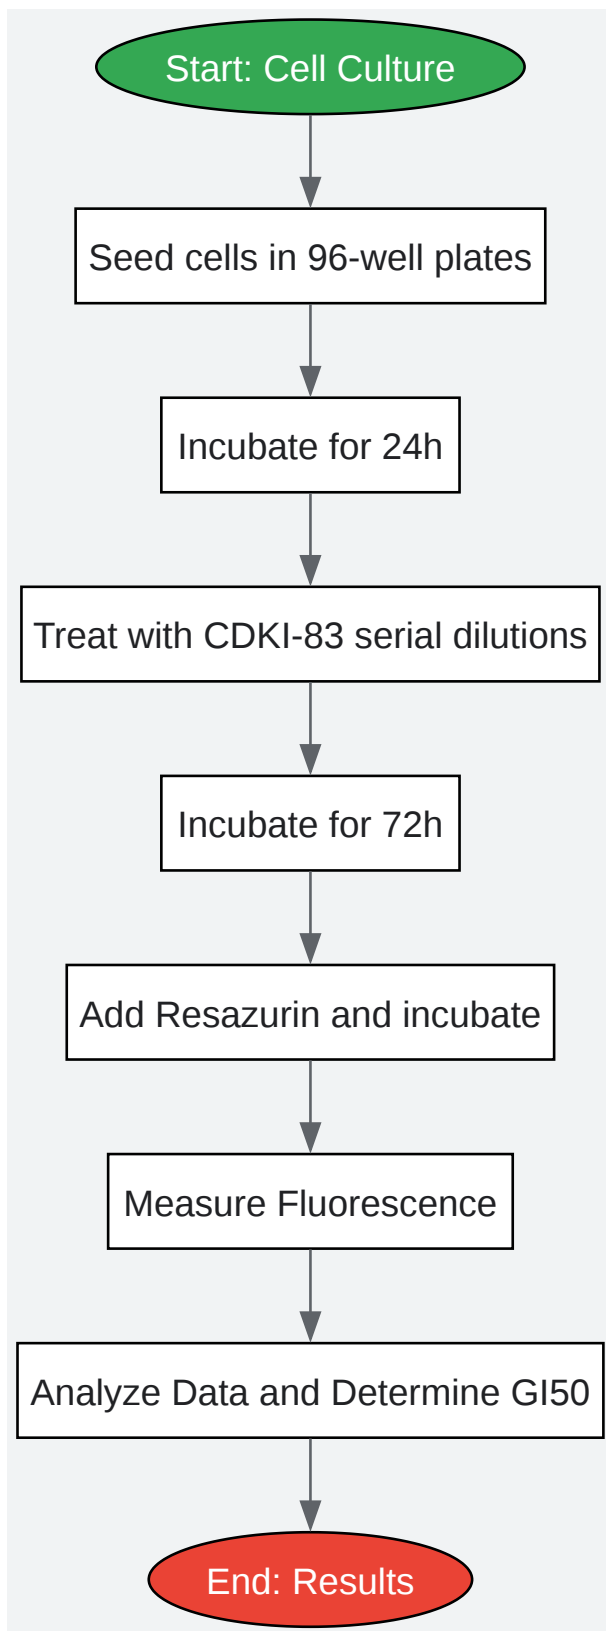 Start: Cell Culture
Seed cells in 96-well plates
Incubate for 24h
Treat with CDKI-83 serial dilutions
Incubate for 72h
Add Resazurin and incubate
Measure Fluorescence
Analyze Data and Determine GI50
End: Results